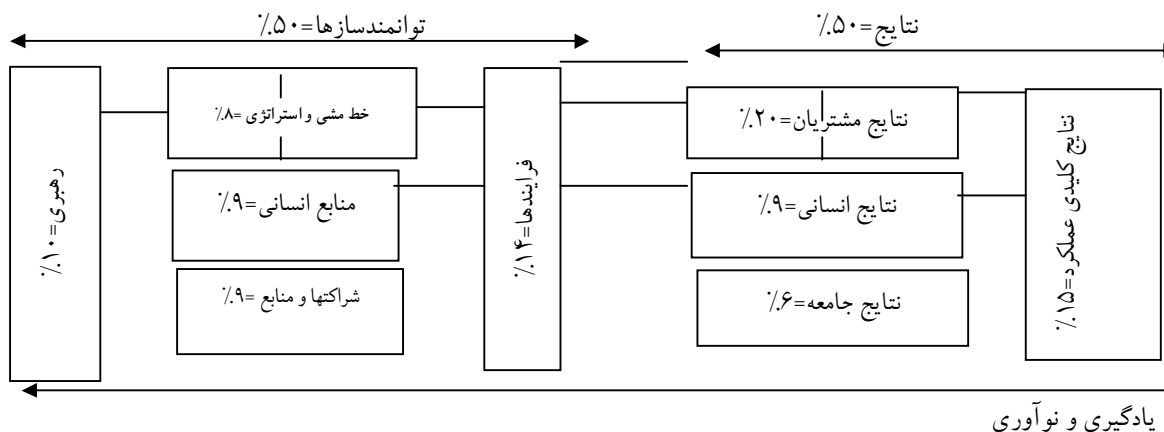 نتایج=۵۰٪
توانمندسازها=۵۰٪
رهبری=۱۰٪
خط مشی و استراتژی =۸٪
منابع انسانی=۹٪
شراکتها و منابع =۹٪
فرایندها=۱۴٪
نتایج مشتریان=۲۰٪
نتایج انسانی=۹٪
نتایج جامعه=۶٪
نتایج کلیدی عملکرد=۱۵٪
یادگیری و نوآوری